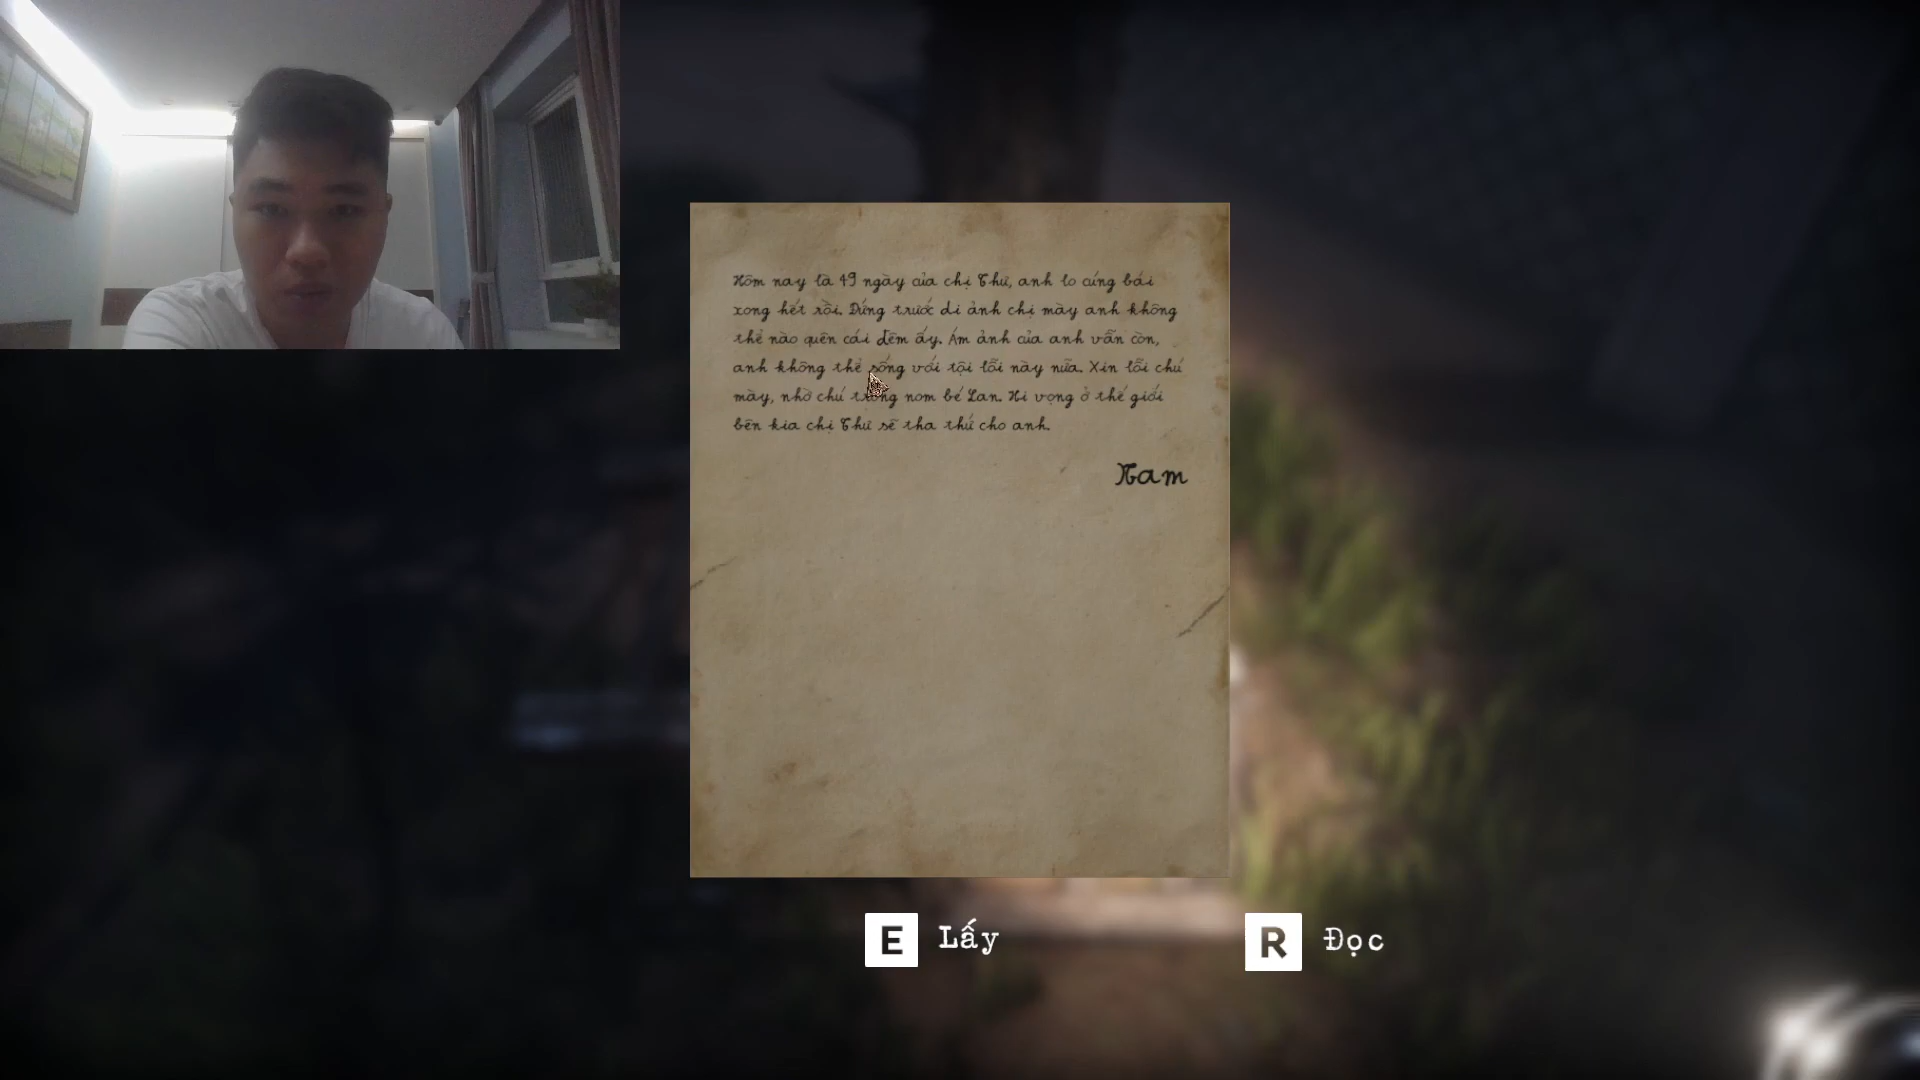 Hôm nay là 49 ngày của chị Thư, anh lo cúng bái
xong hết rồi. Đứng trước di ảnh chị mày anh không
thể nào quên cái đêm ấy. Ám ảnh của anh vẫn còn,
anh không thể sống với tội lỗi này nữa. Xin lỗi chú
mày, nhờ chú trông nom bé Lan. Hi vọng ở thế giới
bên kia chị Thư sẽ tha thứ cho anh.
Nam
E Lấy
R Đọc